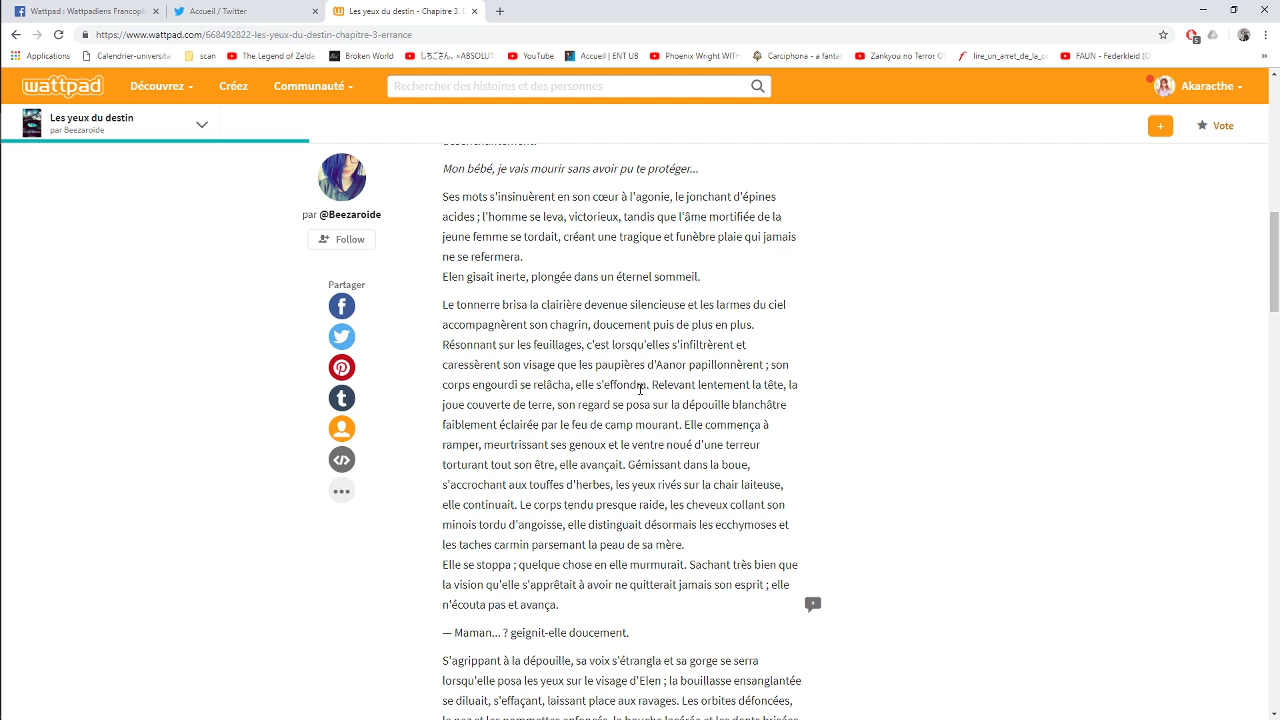 Wattpad : Wattpadiens Francoph
Accueil / Twitter
Les yeux du destin - Chapitre 3.
https://www.wattpad.com/668492822-les-yeux-du-destin-chapitre-3-errance
5
Applications
Calendrier-universita
scan
The Legend of Zelda
Broken World
しちごさん ×ABSOLUT
YouTube
Accueil | ENT UB
Phoenix Wright WITH
Carciphona - a fantas
Zankyou no Terror O
lire_un_arret_de_la_c
FAUN - Federkleid (O
»
wattpad
Découvrez
Créez
Communauté
Rechercher des histoires et des personnes
Akaracthe
Les yeux du destin
par Beezaroide
+
Vote
par @Beezaroide
Follow
Partager
Mon bébé, je vais mourir sans avoir pu te protéger...
Ses mots s'insinuèrent en son cœur à l'agonie, le jonchant d'épines
acides ; l'homme se leva, victorieux, tandis que l'âme mortifiée de la
jeune femme se tordait, créant une tragique et funèbre plaie qui jamais
ne se refermera.
Elen gisait inerte, plongée dans un éternel sommeil.
Le tonnerre brisa la clairière devenue silencieuse et les larmes du ciel
accompagnèrent son chagrin, doucement puis de plus en plus.
Résonnant sur les feuillages, c'est lorsqu'elles s'infiltrèrent et
caressèrent son visage que les paupières d'Aanor papillonnèrent ; son
corps engourdi se relâcha, elle s'effondra. Relevant lentement la tête, la
joue couverte de terre, son regard se posa sur la dépouille blanchâtre
faiblement éclairée par le feu de camp mourant. Elle commença à
ramper, meurtrissant ses genoux et le ventre noué d'une terreur
torturant tout son être, elle avançait. Gémissant dans la boue,
s'accrochant aux touffes d'herbes, les yeux rivés sur la chair laiteuse,
elle continuait. Le corps tendu presque raide, les cheveux collant son
minois tordu d'angoisse, elle distinguait désormais les ecchymoses et
les taches carmin parsemant la peau de sa mère.
Elle se stoppa ; quelque chose en elle murmurait. Sachant très bien que
la vision qu'elle s'apprêtait à avoir ne quitterait jamais son esprit ; elle
n'écouta pas et avança.
— Maman... ? geignit-elle doucement.
S'agrippant à la dépouille, sa voix s'étrangla et sa gorge se serra
lorsqu'elle posa les yeux sur le visage d'Elen ; la bouillasse ensanglantée
se diluait, s'effaçant, laissant place aux ravages. Les orbites défoncées,